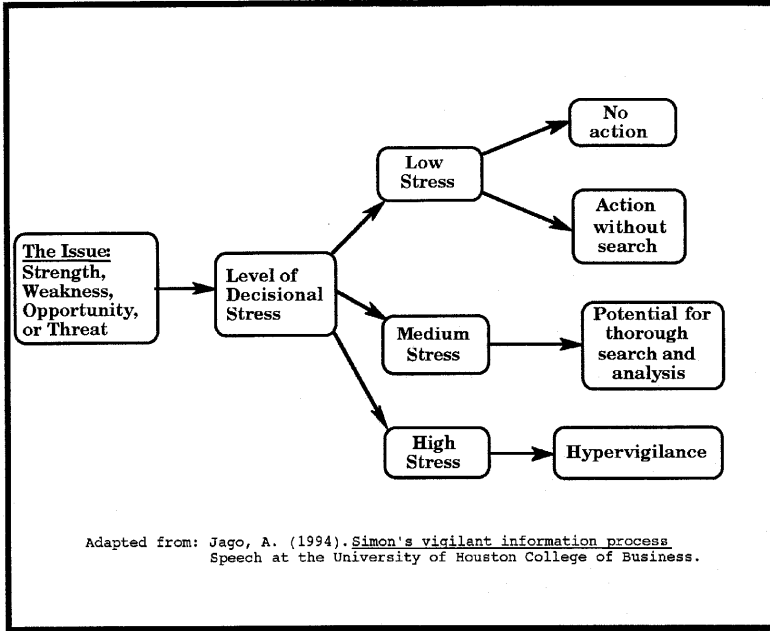 The Issue:
Strength,
Weakness,
Opportunity,
or Threat
Level of
Decisional
Stress
Low
Stress
No
action
Action
without
search
Medium
Stress
Potential for
thorough
search and
analysis
High
Stress
Hypervigilance
Adapted from: Jago, A. (1994). Simon's vigilant information process
Speech at the University of Houston College of Business.